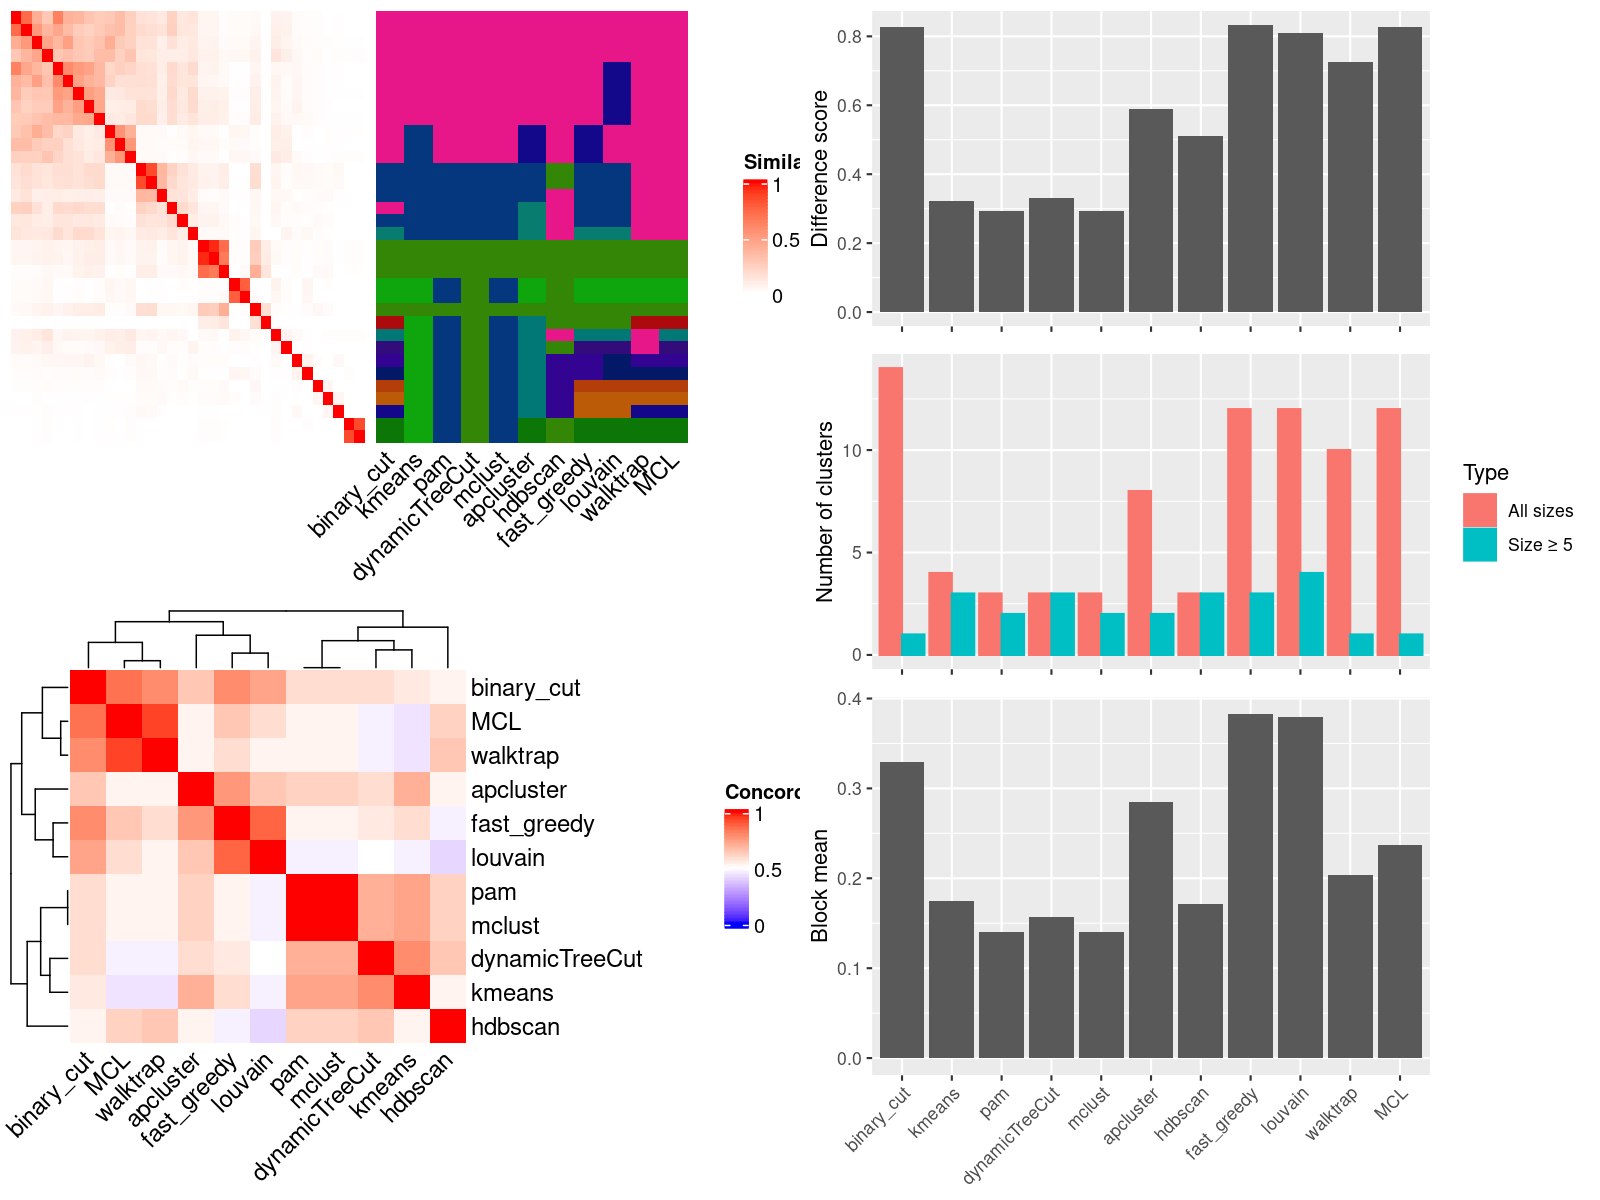 Simila
1
0.5
0
binary_cut
kmeans
pam
dynamicTreeCut
mclust
apcluster
hdbscan
fast_greedy
louvain
walktrap
MCL
Difference score
0.8
0.6
0.4
0.2
0.0
Number of clusters
10
5
0
Type
All sizes
Size ≥ 5
binary_cut
MCL
walktrap
apcluster
fast_greedy
louvain
pam
mclust
dynamicTreeCut
kmeans
hdbscan
binary_cut
MCL
walktrap
apcluster
fast_greedy
louvain
pam
mclust
dynamicTreeCut
kmeans
hdbscan
Concord
1
0.5
0
Block mean
0.4
0.3
0.2
0.1
0.0
binary_cut
kmeans
pam
dynamicTreeCut
mclust
apcluster
hdbscan
fast_greedy
louvain
walktrap
MCL